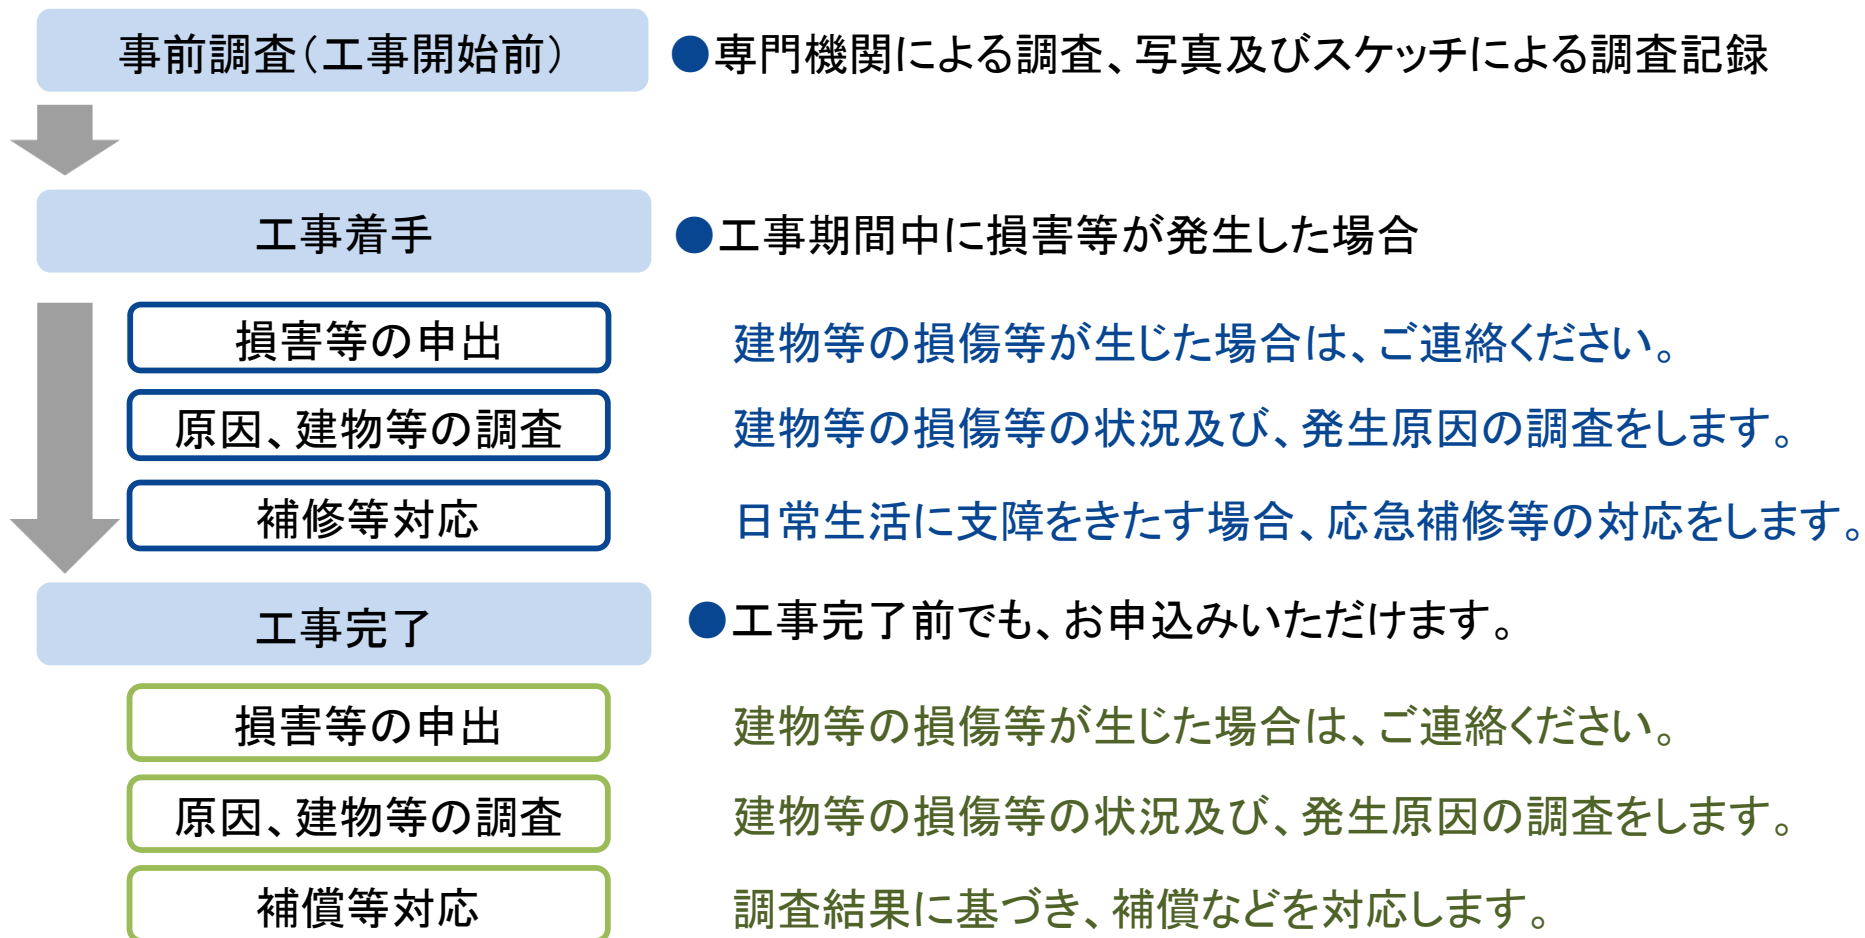 事前調査(工事開始前)
●専門機関による調査、写真及びスケッチによる調査記録
工事着手
●工事期間中に損害等が発生した場合
損害等の申出
建物等の損傷等が生じた場合は、ご連絡ください。
原因、建物等の調査
建物等の損傷等の状況及び、発生原因の調査をします。
補修等対応
日常生活に支障をきたす場合、応急補修等の対応をします。
工事完了
●工事完了前でも、お申込みいただけます。
損害等の申出
建物等の損傷等が生じた場合は、ご連絡ください。
原因、建物等の調査
建物等の損傷等の状況及び、発生原因の調査をします。
補償等対応
調査結果に基づき、補償などを対応します。